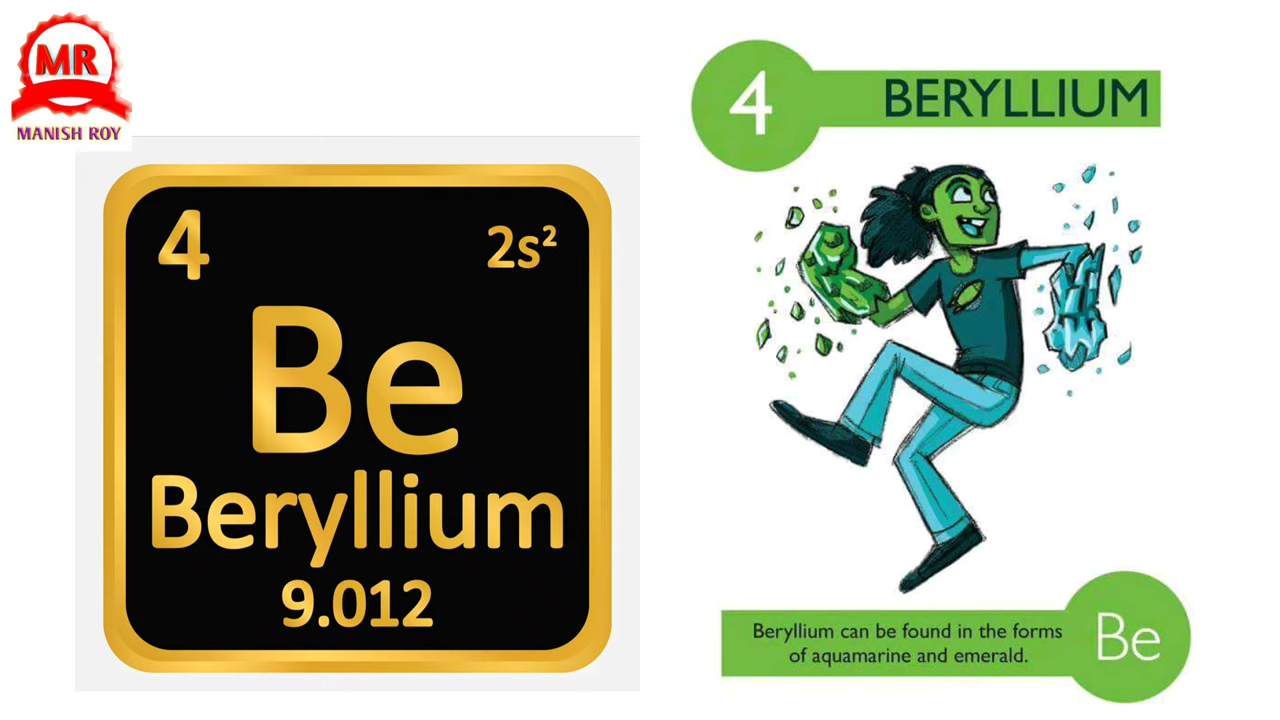 MR
MANISH ROY
4
2s²
Be
Beryllium
9.012
4
BERYLLIUM
Beryllium can be found in the forms
of aquamarine and emerald.
Be